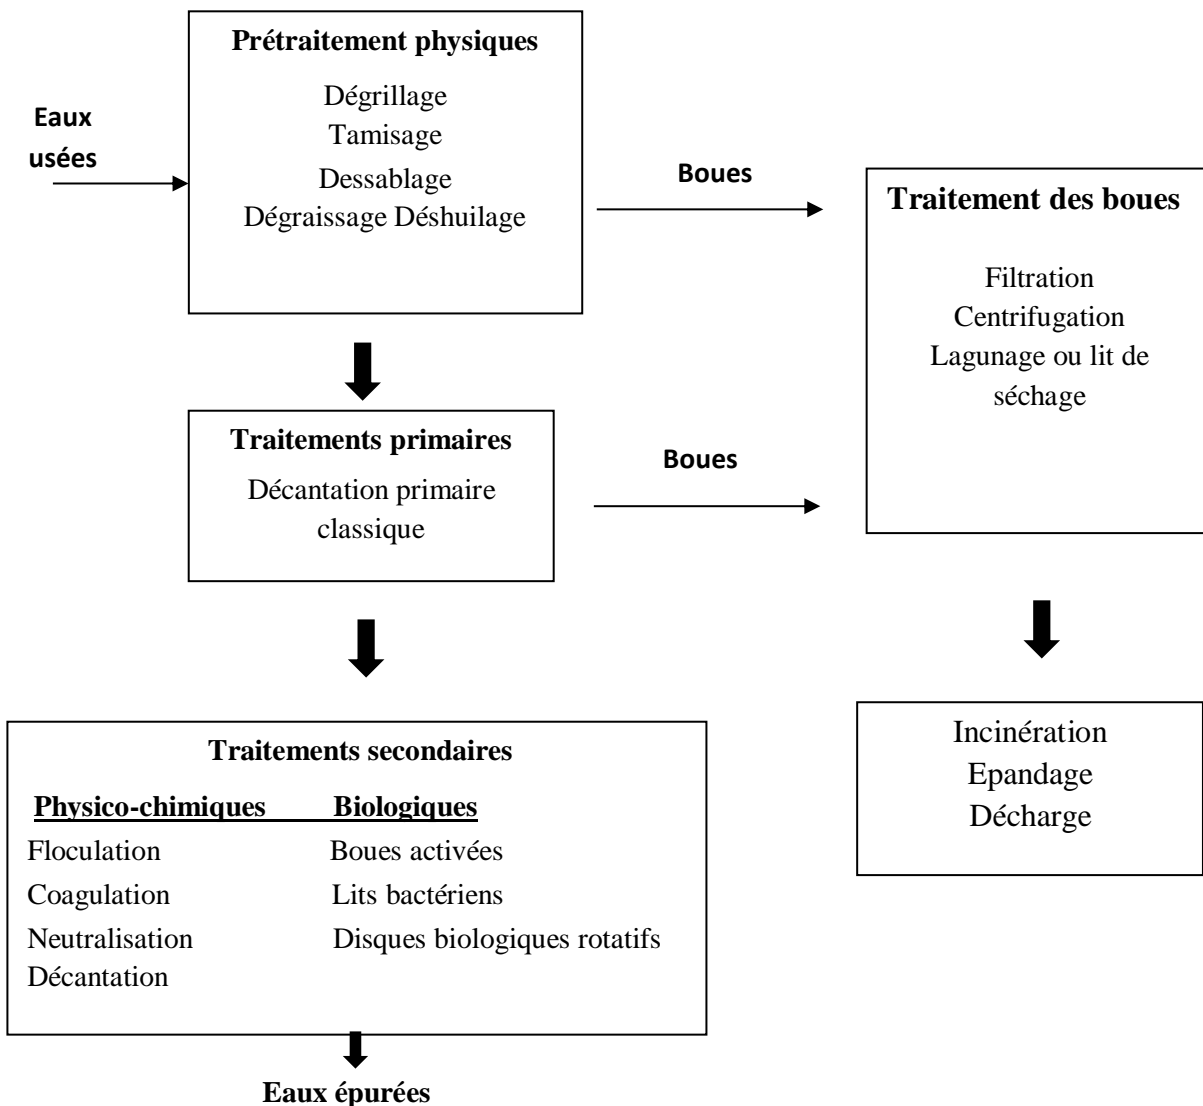 Prétraitement physiques
Dégrillage
Tamisage
Dessablage
Dégraissage Déshuilage
Eaux
usées
Boues
Traitement des boues
Filtration
Centrifugation
Lagunage ou lit de
séchage
Traitements primaires
Décantation primaire
classique
Boues
Traitements secondaires
Physico-chimiques Biologiques
Floculation Boues activées
Coagulation Lits bactériens
Neutralisation Disques biologiques rotatifs
Décantation
Incinération
Epandage
Décharge
Eaux épurées